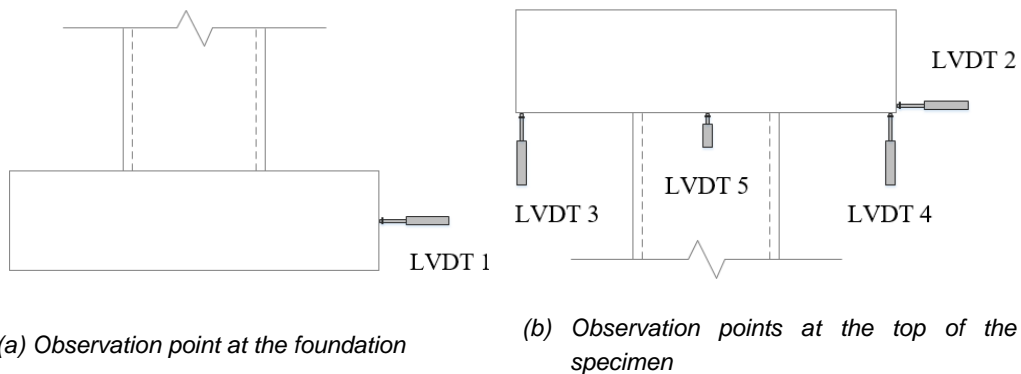 LVDT 1
(a) Observation point at the foundation
LVDT 2
LVDT 5
LVDT 3
LVDT 4
(b) Observation points at the top of the
specimen